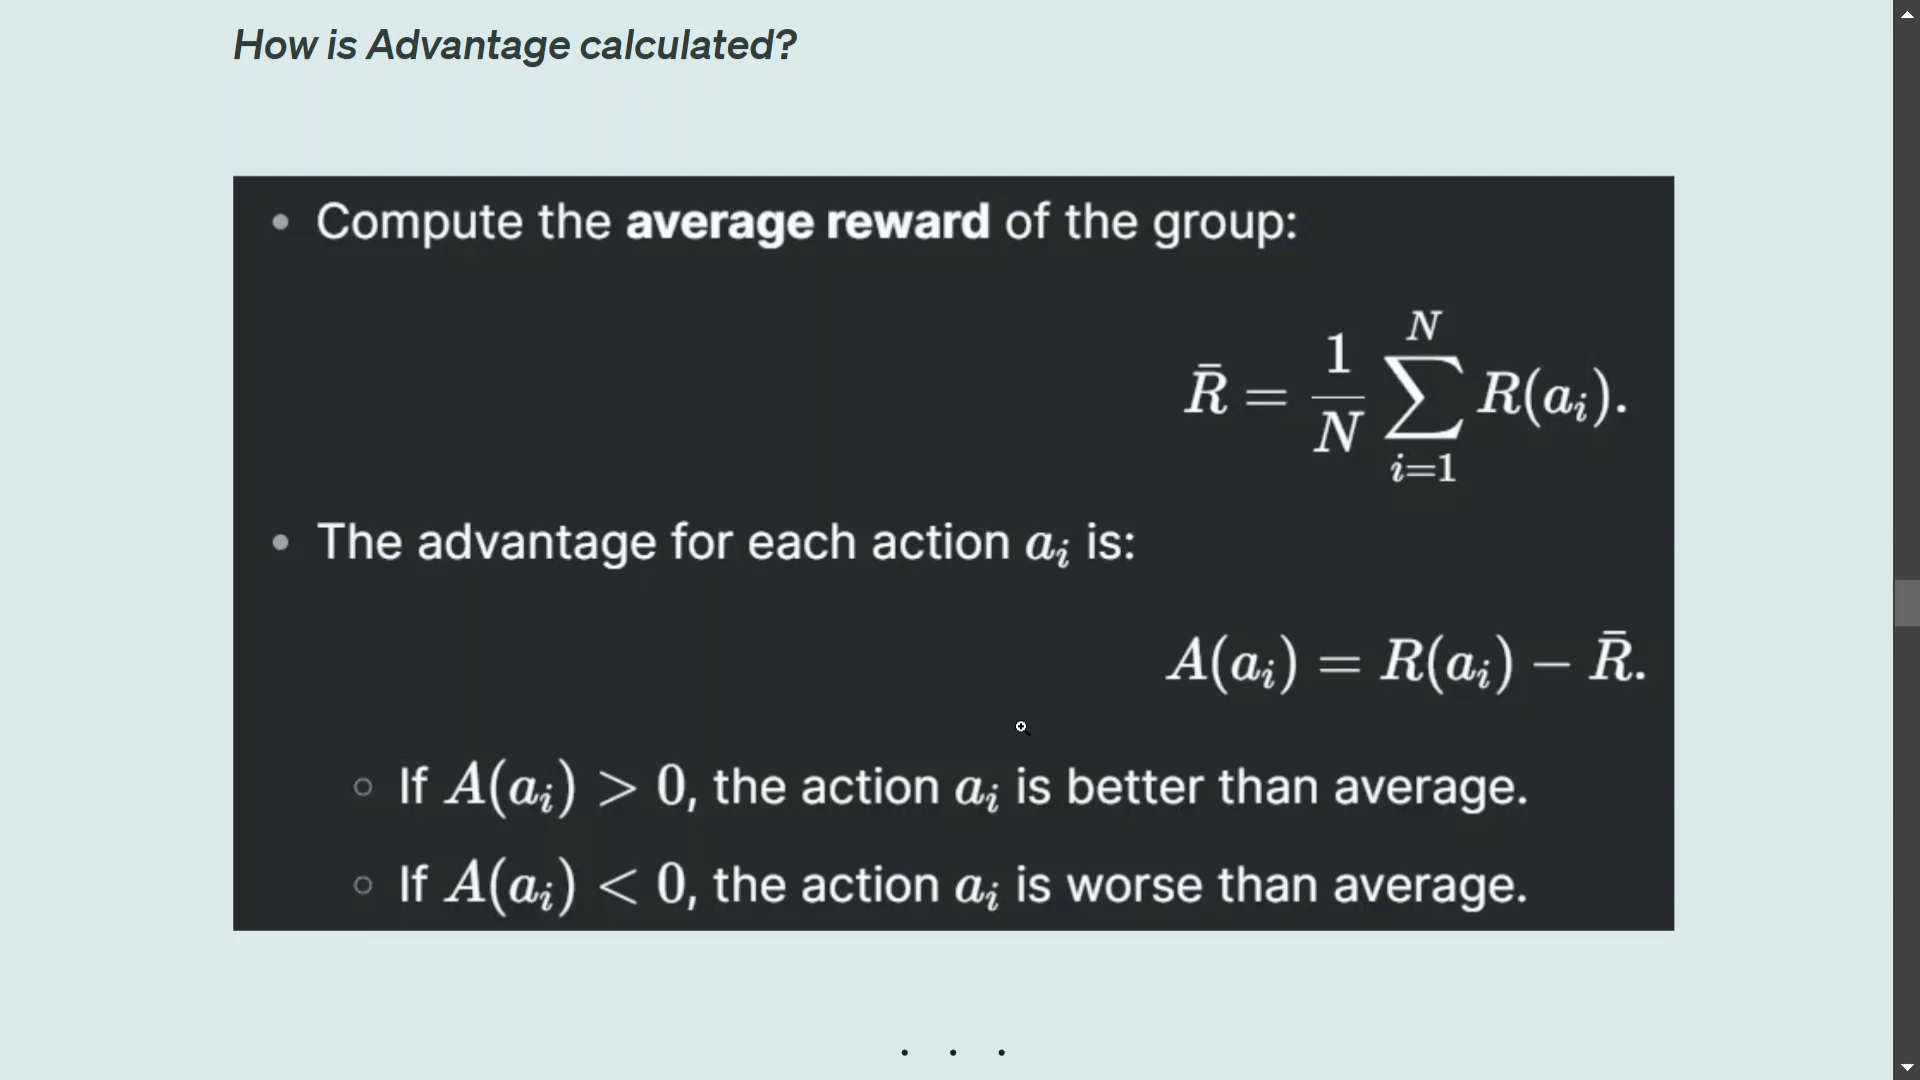 How is Advantage calculated?
• Compute the average reward of the group:
R̄ = 1/N ∑_{i=1}^{N} R(a_i).
• The advantage for each action a_i is:
A(a_i) = R(a_i) − R̄.
○ If A(a_i) > 0, the action a_i is better than average.
○ If A(a_i) < 0, the action a_i is worse than average.
. . .